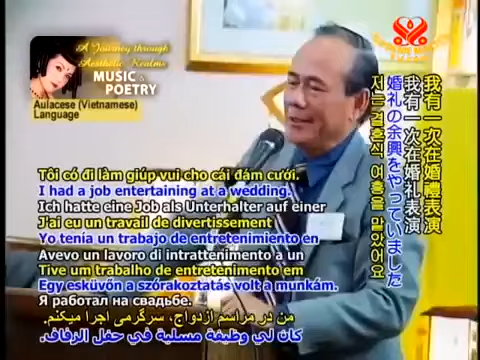 A Journey through
Aesthetic Realms
MUSIC & POETRY
Aulacese (Vietnamese)
Language
Tôi có đi làm giúp vui cho cái đám cưới.
I had a job entertaining at a wedding.
Ich hatte eine Job als Unterhalter auf einer
J'ai eu un travail de divertissement
Yo tenía un trabajo de entretenimiento en
Avevo un lavoro di intrattenimento a un
Tive um trabalho de entretenimento em
Egy esküvőn a szórakoztatás volt a munkám.
Я работал на свадьбе.
من در مراسم ازدواج، سرگرمی اجرا میکنم.
كان لي وظيفة مسلية في حفل الزفاف.
我有一次在婚禮表演
我有一次在婚礼表演
婚礼の余興をやっていました
저는 결혼식 여흥을 맡았어요